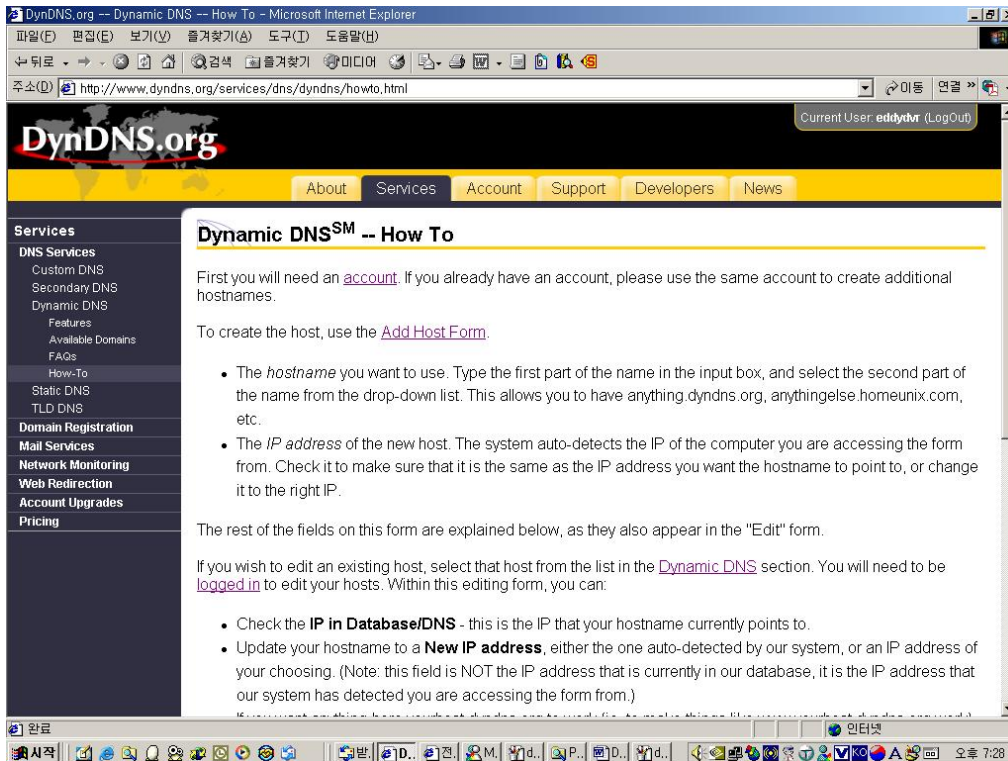 DynDNS.org -- Dynamic DNS -- How To - Microsoft Internet Explorer
파일(F) 편집(E) 보기(V) 즐겨찾기(A) 도구(T) 도움말(H)
뒤로 검색 즐겨찾기 미디어
주소(D) http://www.dyndns.org/services/dns/dyndns/howto.html 이동 연결 »
DynDNS.org
Current User: eddydvr (LogOut)
About Services Account Support Developers News
Services
DNS Services
Custom DNS
Secondary DNS
Dynamic DNS
Features
Available Domains
FAQs
How-To
Static DNS
TLD DNS
Domain Registration
Mail Services
Network Monitoring
Web Redirection
Account Upgrades
Pricing
Dynamic DNSSM -- How To
First you will need an account. If you already have an account, please use the same account to create additional
hostnames.
To create the host, use the Add Host Form.
• The hostname you want to use. Type the first part of the name in the input box, and select the second part of
the name from the drop-down list. This allows you to have anything.dyndns.org, anythingelse.homeunix.com,
etc.
• The IP address of the new host. The system auto-detects the IP of the computer you are accessing the form
from. Check it to make sure that it is the same as the IP address you want the hostname to point to, or change
it to the right IP.
The rest of the fields on this form are explained below, as they also appear in the "Edit" form.
If you wish to edit an existing host, select that host from the list in the Dynamic DNS section. You will need to be
logged in to edit your hosts. Within this editing form, you can:
• Check the IP in Database/DNS - this is the IP that your hostname currently points to.
• Update your hostname to a New IP address, either the one auto-detected by our system, or an IP address of
your choosing. (Note: this field is NOT the IP address that is currently in our database, it is the IP address that
our system has detected you are accessing the form from.)
완료 인터넷
시작 받.. D.. 전.. M.. d.. P.. D.. d.. KO A 오후 7:28